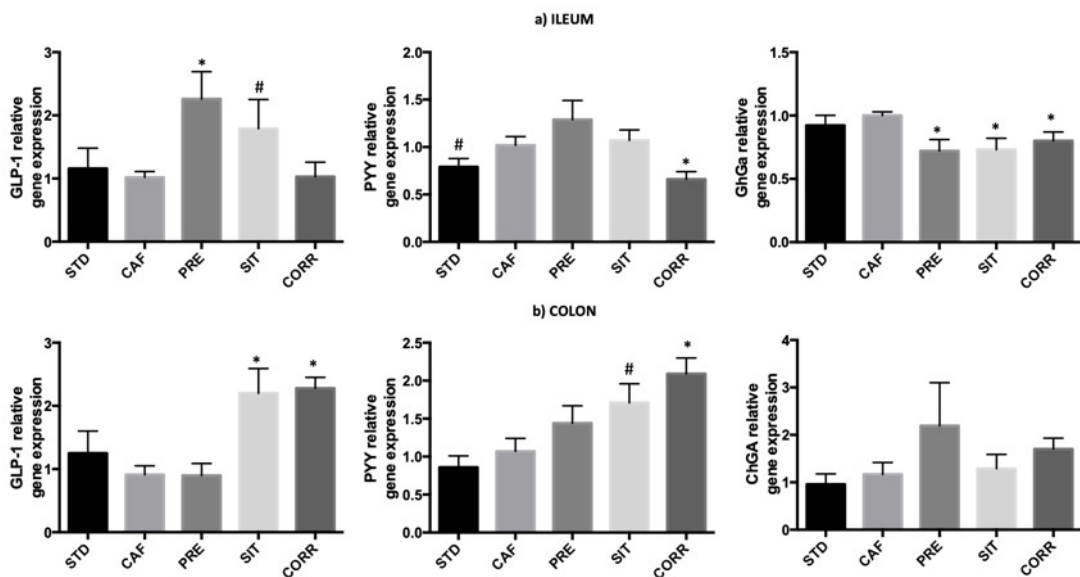 a) ILEUM
GLP-1 relative
gene expression
3
2
1
0
*
#
STD
CAF
PRE
SIT
CORR
PYY relative
gene expression
2.0
1.5
1.0
0.5
0.0
#
*
STD
CAF
PRE
SIT
CORR
GhGa relative
gene expression
1.5
1.0
0.5
0.0
*
*
*
STD
CAF
PRE
SIT
CORR
b) COLON
GLP-1 relative
gene expression
3
2
1
0
*
*
STD
CAF
PRE
SIT
CORR
PYY relative
gene expression
2.5
2.0
1.5
1.0
0.5
0.0
#
*
STD
CAF
PRE
SIT
CORR
ChGA relative
gene expression
4
3
2
1
0
STD
CAF
PRE
SIT
CORR